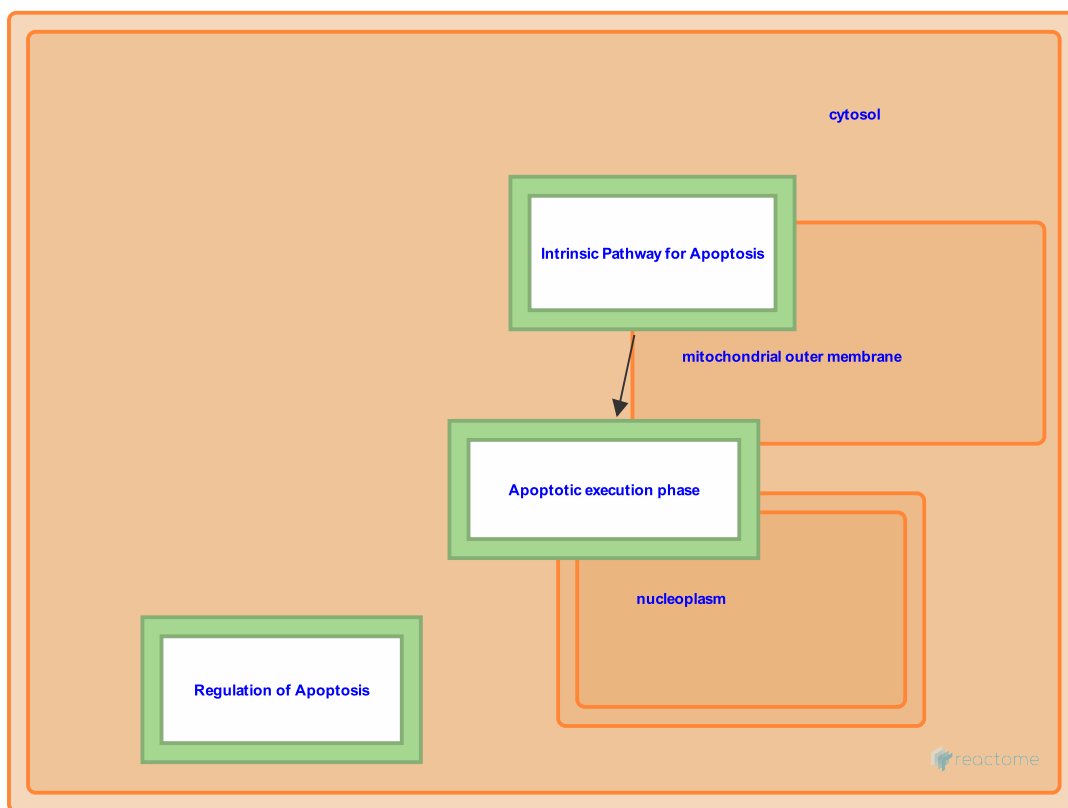 cytosol
Intrinsic Pathway for Apoptosis
mitochondrial outer membrane
Apoptotic execution phase
nucleoplasm
Regulation of Apoptosis
reactome